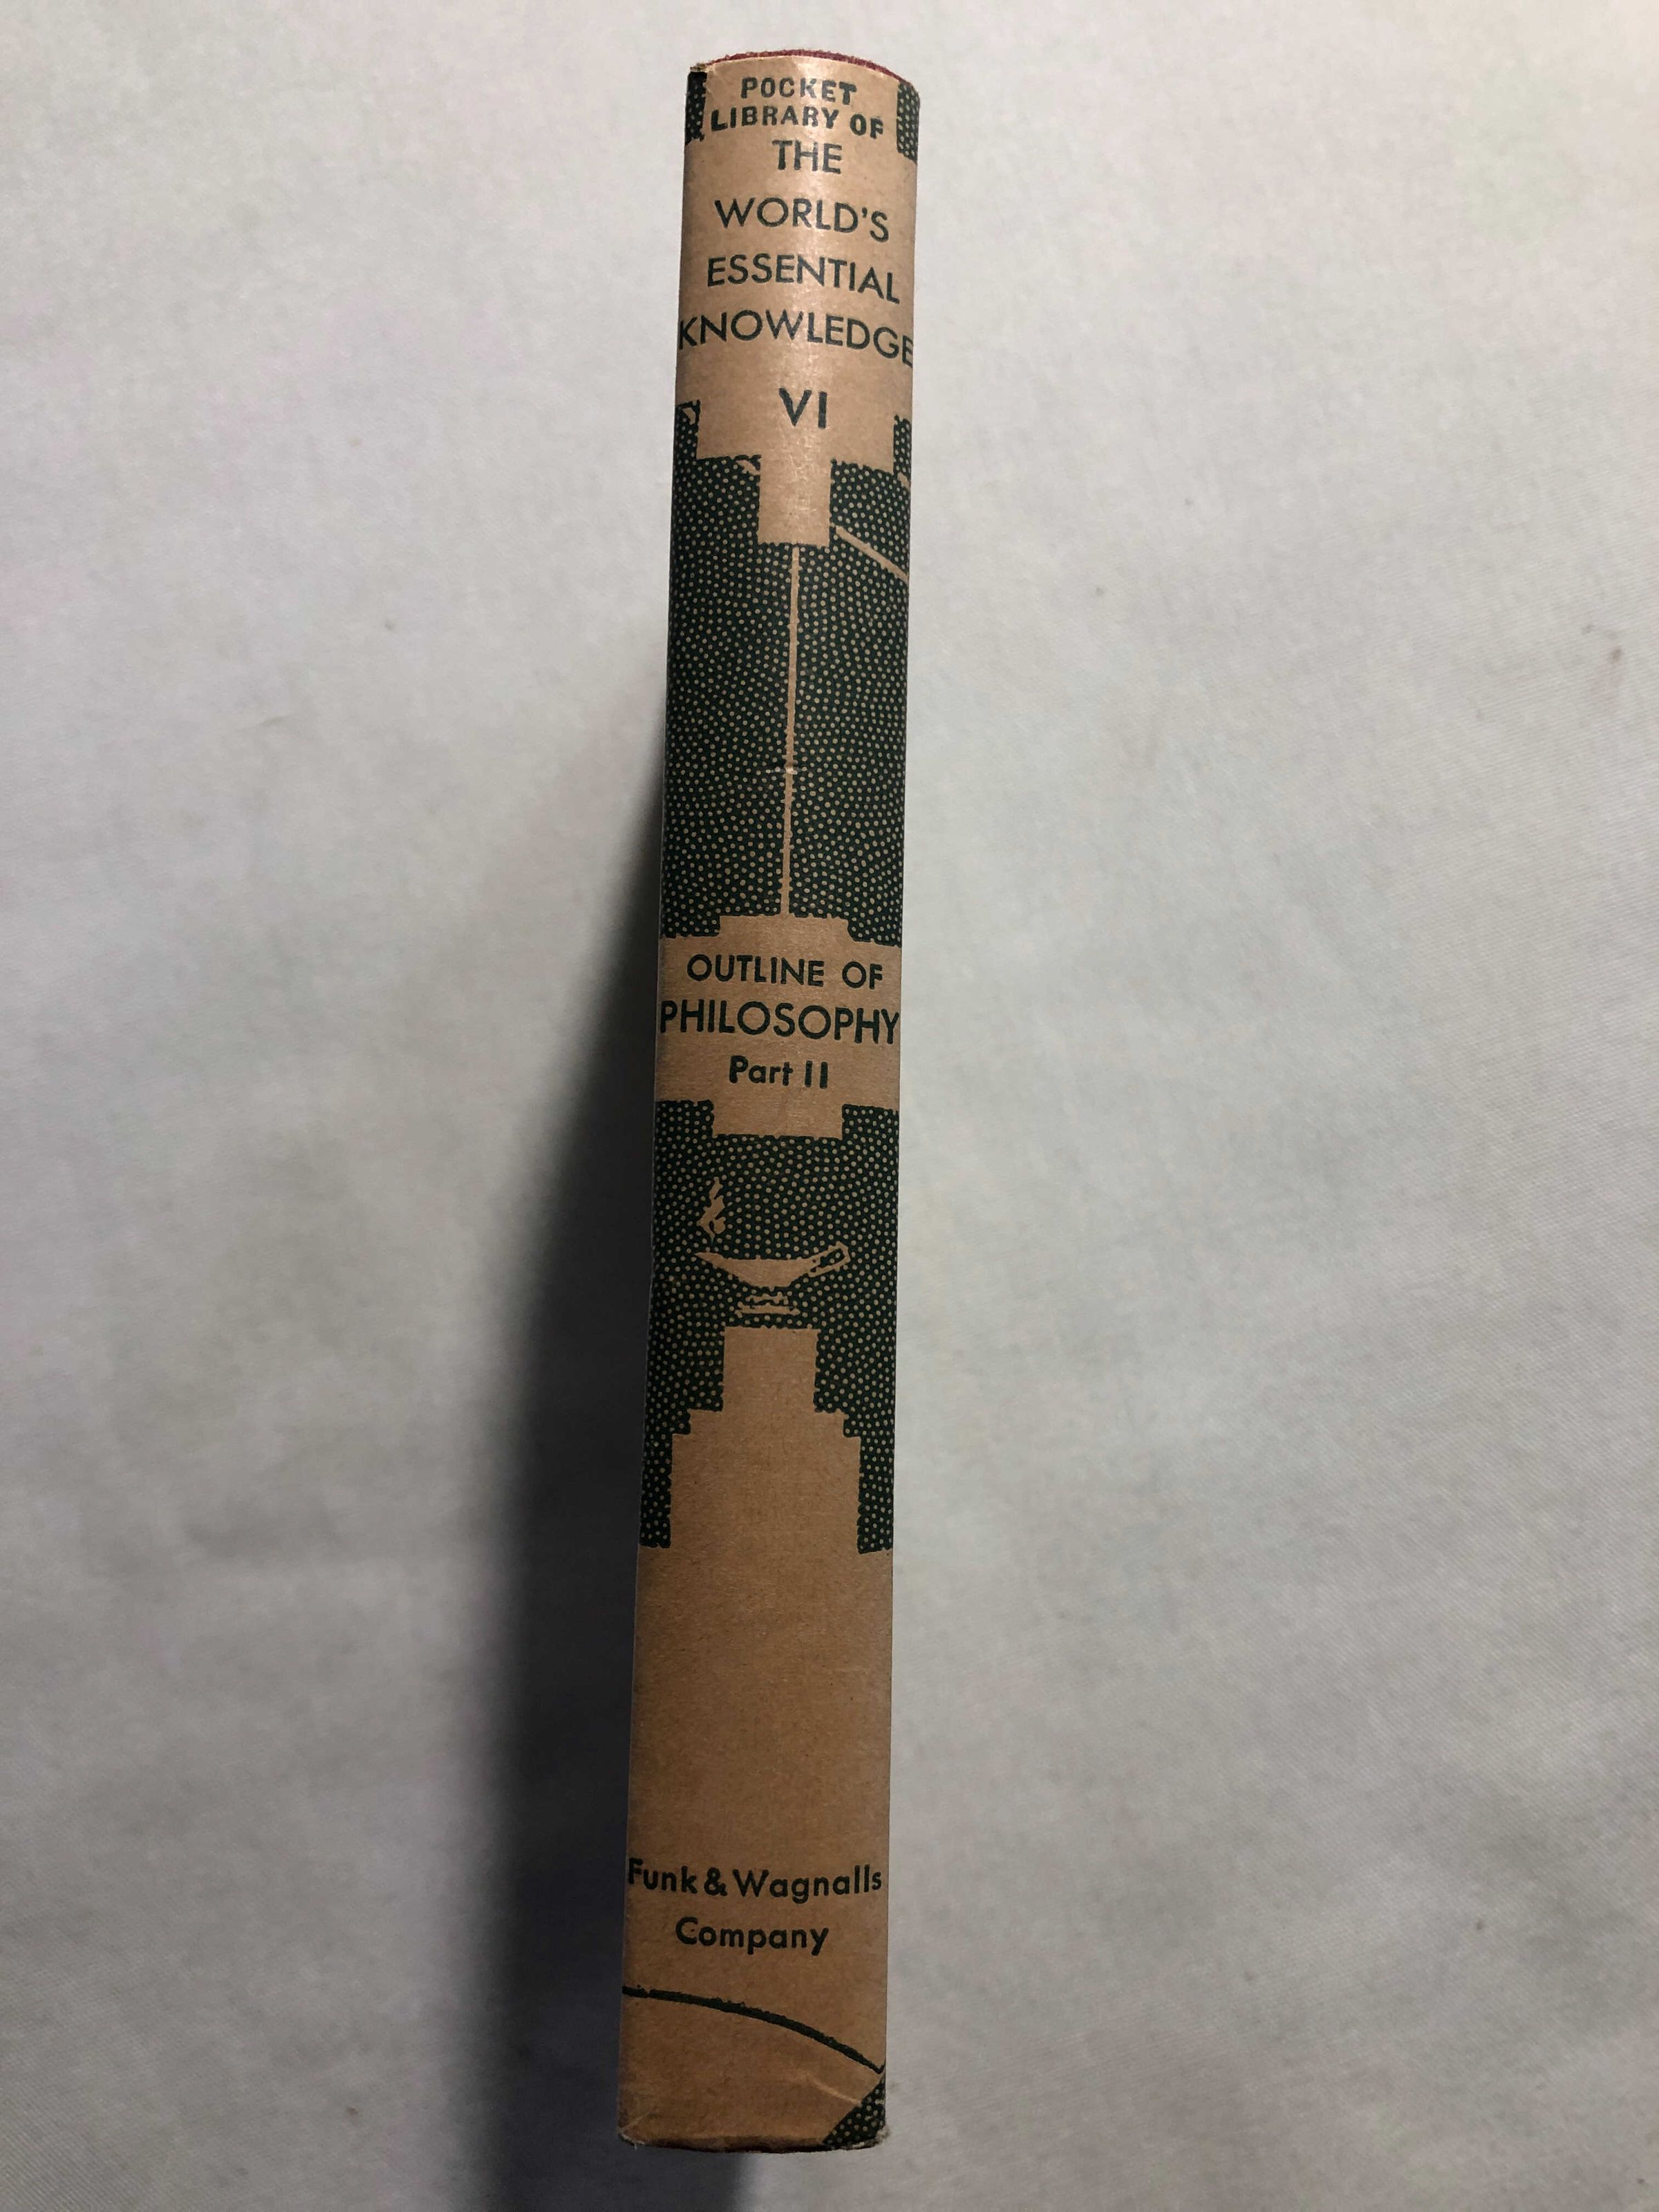 POCKET
LIBRARY OF
THE
WORLD'S
ESSENTIAL
KNOWLEDGE
VI
OUTLINE OF
PHILOSOPHY
Part II
Funk & Wagnalls
Company